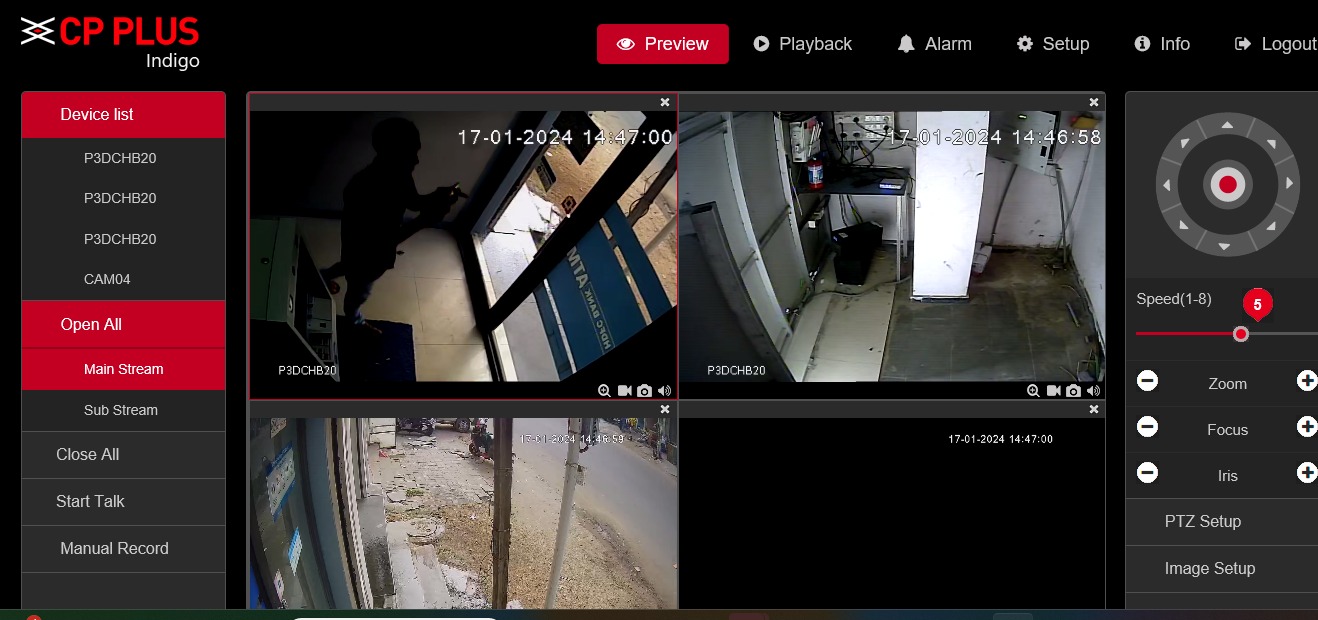 CP PLUS
Indigo
Preview
Playback
Alarm
Setup
Info
Logout
Device list
P3DCHB20
P3DCHB20
P3DCHB20
CAM04
Open All
Main Stream
Sub Stream
Close All
Start Talk
Manual Record
17-01-2024 14:47:00
MTA
HDFC BANK
P3DCHB20
17-01-2024 14:46:58
P3DCHB20
17-01-2024 14:46:59
17-01-2024 14:47:00
Speed(1-8)
5
Zoom
Focus
Iris
PTZ Setup
Image Setup